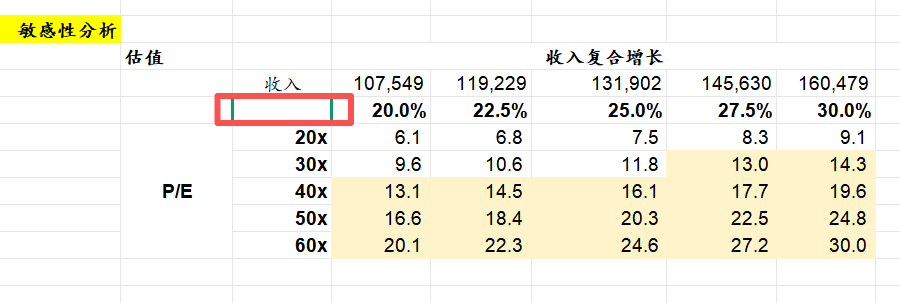 敏感性分析
估值 收入复合增长
收入 107,549 119,229 131,902 145,630 160,479
20.0% 22.5% 25.0% 27.5% 30.0%
20x 6.1 6.8 7.5 8.3 9.1
30x 9.6 10.6 11.8 13.0 14.3
P/E 40x 13.1 14.5 16.1 17.7 19.6
50x 16.6 18.4 20.3 22.5 24.8
60x 20.1 22.3 24.6 27.2 30.0